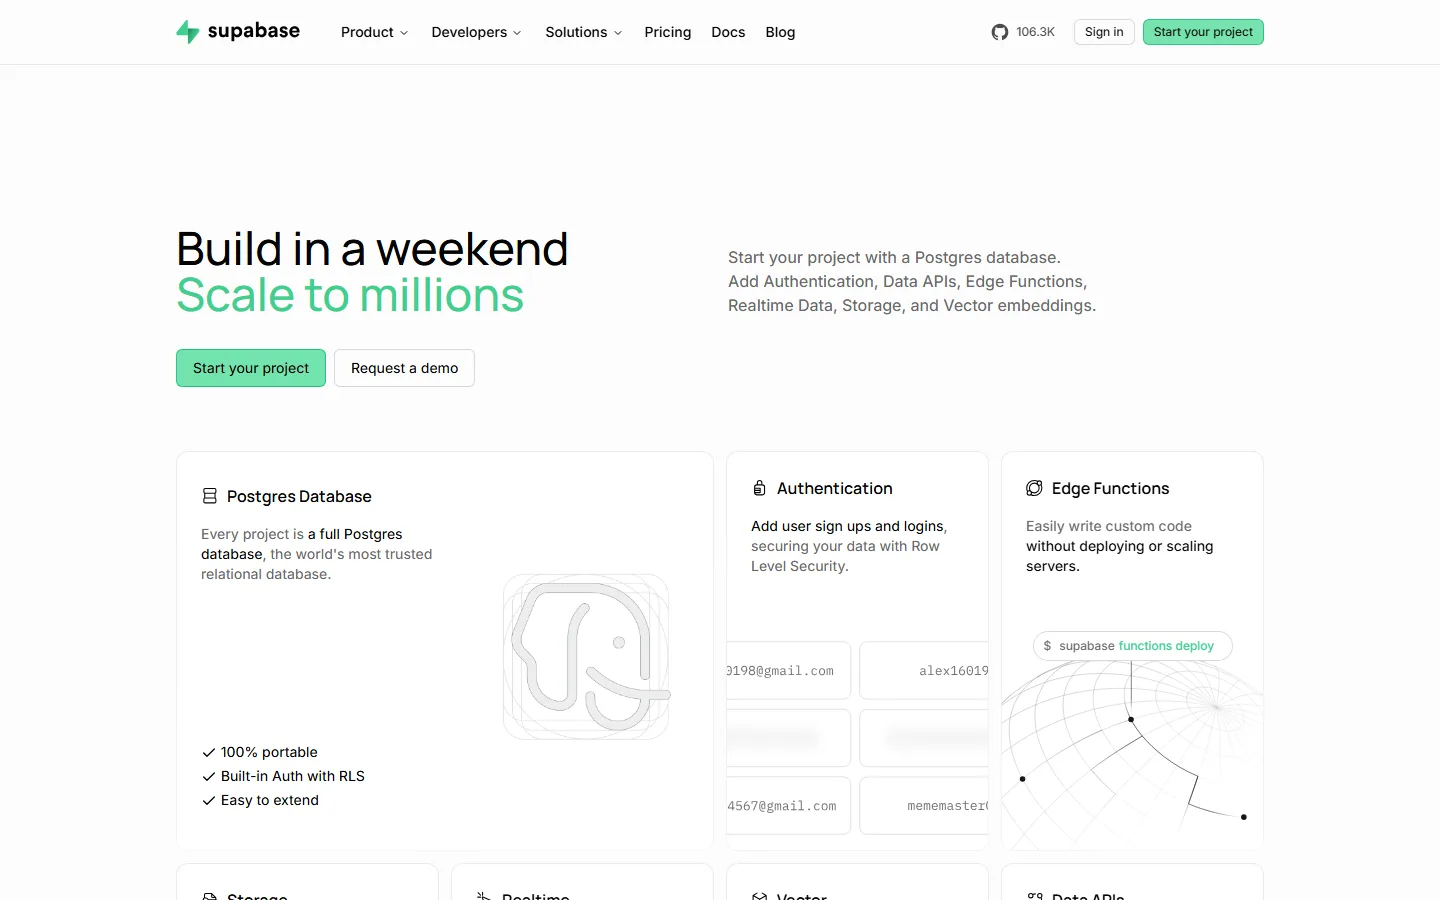 supabase
Product
Developers
Solutions
Pricing
Docs
Blog
106.3K
Sign in
Start your project
Build in a weekend
Scale to millions
Start your project with a Postgres database.
Add Authentication, Data APIs, Edge Functions,
Realtime Data, Storage, and Vector embeddings.
Start your project
Request a demo
Postgres Database
Every project is a full Postgres
database, the world's most trusted
relational database.
100% portable
Built-in Auth with RLS
Easy to extend
Authentication
Add user sign ups and logins,
securing your data with Row
Level Security.
0198@gmail.com
alex16019
4567@gmail.com
mememaster
Edge Functions
Easily write custom code
without deploying or scaling
servers.
$ supabase functions deploy
Storage
Realtime
Vector
Data APIs